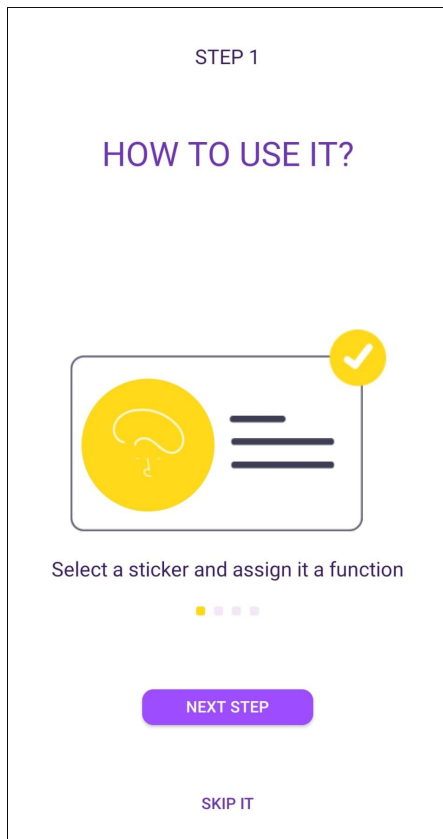 STEP 1
HOW TO USE IT?
Select a sticker and assign it a function
NEXT STEP
SKIP IT